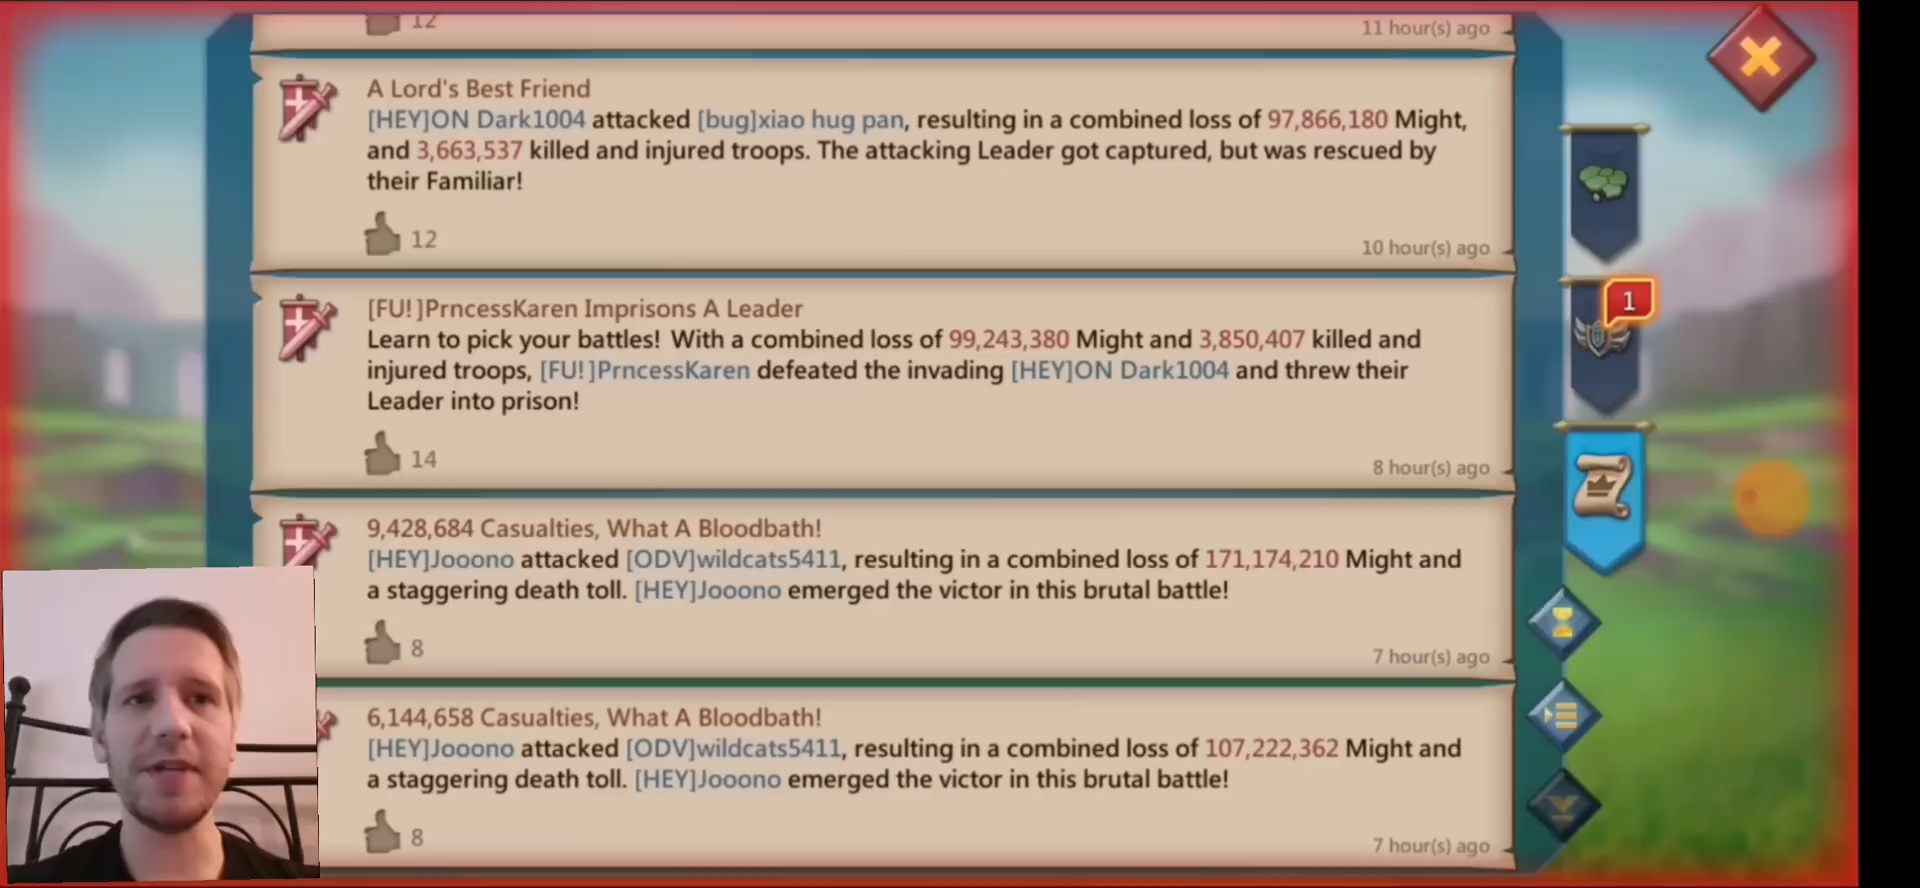 12
11 hour(s) ago
A Lord's Best Friend
[HEY]ON Dark1004 attacked [bug]xiao hug pan, resulting in a combined loss of 97,866,180 Might,
and 3,663,537 killed and injured troops. The attacking Leader got captured, but was rescued by
their Familiar!
12
10 hour(s) ago
[FU!]PrncessKaren Imprisons A Leader
Learn to pick your battles! With a combined loss of 99,243,380 Might and 3,850,407 killed and
injured troops, [FU!]PrncessKaren defeated the invading [HEY]ON Dark1004 and threw their
Leader into prison!
14
8 hour(s) ago
1
9,428,684 Casualties, What A Bloodbath!
[HEY]Jooono attacked [ODV]wildcats5411, resulting in a combined loss of 171,174,210 Might and
a staggering death toll. [HEY]Jooono emerged the victor in this brutal battle!
8
7 hour(s) ago
6,144,658 Casualties, What A Bloodbath!
[HEY]Jooono attacked [ODV]wildcats5411, resulting in a combined loss of 107,222,362 Might and
a staggering death toll. [HEY]Jooono emerged the victor in this brutal battle!
8
7 hour(s) ago